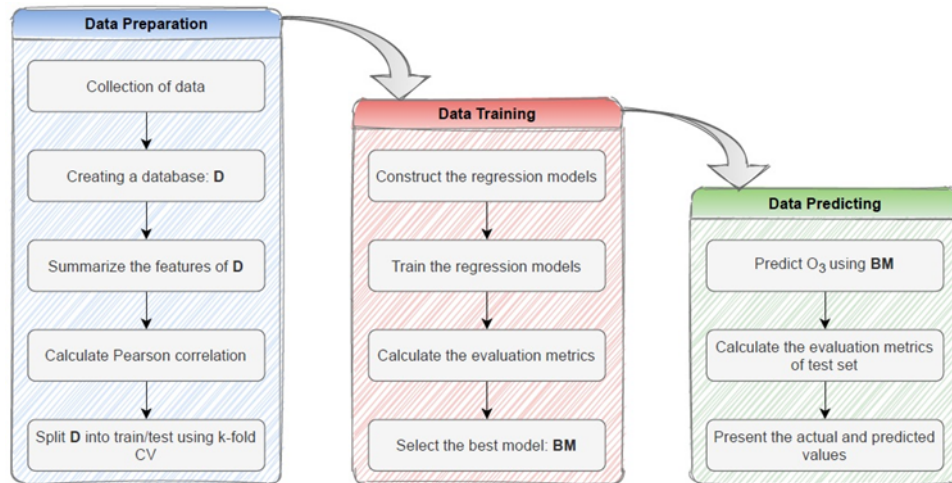 Data Preparation
Collection of data
Creating a database: D
Summarize the features of D
Calculate Pearson correlation
Split D into train/test using k-fold
CV
Data Training
Construct the regression models
Train the regression models
Calculate the evaluation metrics
Select the best model: BM
Data Predicting
Predict O₃ using BM
Calculate the evaluation metrics
of test set
Present the actual and predicted
values